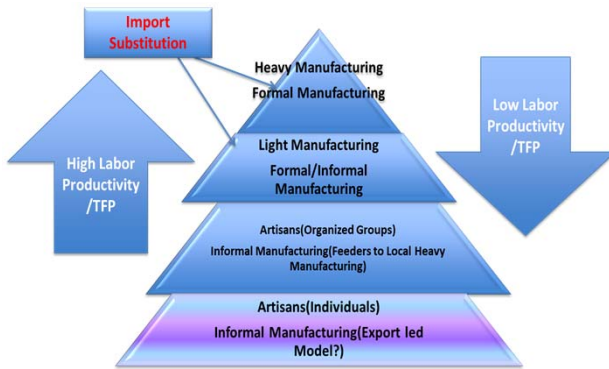 Import
Substitution
Heavy Manufacturing
Formal Manufacturing
Low Labor
Productivity
/TFP
Light Manufacturing
Formal/Informal
Manufacturing
High Labor
Productivity
/TFP
Artisans(Organized Groups)
Informal Manufacturing(Feeders to Local Heavy
Manufacturing)
Artisans(Individuals)
Informal Manufacturing(Export led
Model?)